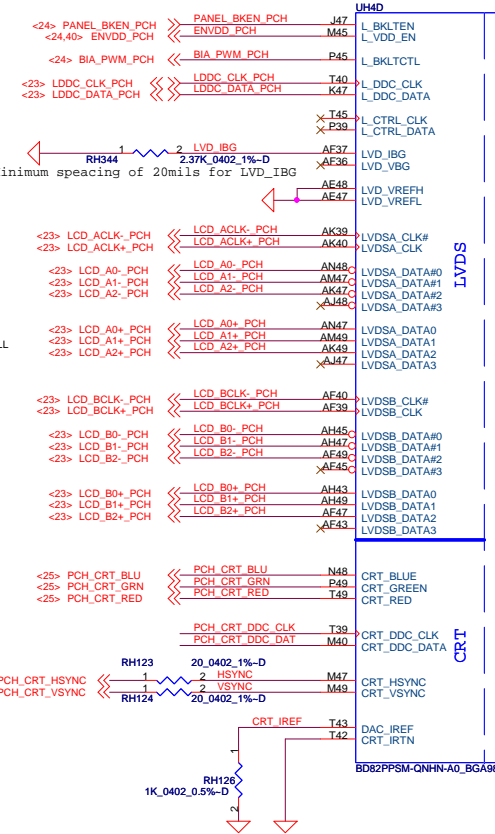 UH4D
<24> PANEL_BKEN_PCH PANEL_BKEN_PCH J47 L_BKLTEN
<24,40> ENVDD_PCH ENVDD_PCH M45 L_VDD_EN
<24> BIA_PWM_PCH BIA_PWM_PCH P45 L_BKLTCTL
<23> LDDC_CLK_PCH LDDC_CLK_PCH T40 L_DDC_CLK
<23> LDDC_DATA_PCH LDDC_DATA_PCH K47 L_DDC_DATA
T45 L_CTRL_CLK
P39 L_CTRL_DATA
1 2 LVD_IBG AF37 LVD_IBG
RH344 2.37K_0402_1%~D AF36 LVD_VBG
inimum speacing of 20mils for LVD_IBG
AE48 LVD_VREFH
AE47 LVD_VREFL
<23> LCD_ACLK-_PCH LCD_ACLK-_PCH AK39 LVDSA_CLK#
<23> LCD_ACLK+_PCH LCD_ACLK+_PCH AK40 LVDSA_CLK
LVDS
<23> LCD_A0-_PCH LCD_A0-_PCH AN48 LVDSA_DATA#0
<23> LCD_A1-_PCH LCD_A1-_PCH AM47 LVDSA_DATA#1
<23> LCD_A2-_PCH LCD_A2-_PCH AK47 LVDSA_DATA#2
AJ48 LVDSA_DATA#3
<23> LCD_A0+_PCH LCD_A0+_PCH AN47 LVDSA_DATA0
<23> LCD_A1+_PCH LCD_A1+_PCH AM49 LVDSA_DATA1
LL
<23> LCD_A2+_PCH LCD_A2+_PCH AK49 LVDSA_DATA2
AJ47 LVDSA_DATA3
<23> LCD_BCLK-_PCH LCD_BCLK-_PCH AF40 LVDSB_CLK#
<23> LCD_BCLK+_PCH LCD_BCLK+_PCH AF39 LVDSB_CLK
<23> LCD_B0-_PCH LCD_B0-_PCH AH45 LVDSB_DATA#0
<23> LCD_B1-_PCH LCD_B1-_PCH AH47 LVDSB_DATA#1
<23> LCD_B2-_PCH LCD_B2-_PCH AF49 LVDSB_DATA#2
AF45 LVDSB_DATA#3
<23> LCD_B0+_PCH LCD_B0+_PCH AH43 LVDSB_DATA0
<23> LCD_B1+_PCH LCD_B1+_PCH AH49 LVDSB_DATA1
<23> LCD_B2+_PCH LCD_B2+_PCH AF47 LVDSB_DATA2
AF43 LVDSB_DATA3
<25> PCH_CRT_BLU PCH_CRT_BLU N48 CRT_BLUE
<25> PCH_CRT_GRN PCH_CRT_GRN P49 CRT_GREEN
<25> PCH_CRT_RED PCH_CRT_RED T49 CRT_RED
PCH_CRT_DDC_CLK T39 CRT_DDC_CLK
PCH_CRT_DDC_DAT M40 CRT_DDC_DATA
CRT
RH123 20_0402_1%~D
PCH_CRT_HSYNC 1 2 HSYNC M47 CRT_HSYNC
PCH_CRT_VSYNC 1 2 VSYNC M49 CRT_VSYNC
RH124 20_0402_1%~D
CRT_IREF T43 DAC_IREF
T42 CRT_IRTN
1
RH126
1K_0402_0.5%~D
2
BD82PPSM-QNHN-A0_BGA98